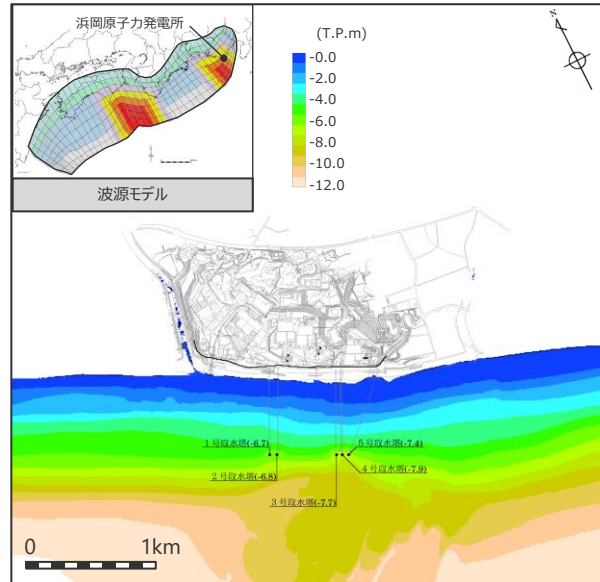 浜岡原子力発電所
波源モデル
(T.P.m)
-0.0
-2.0
-4.0
-6.0
-8.0
-10.0
-12.0
N
1号取水塔(-6.7)
5号取水塔(-7.4)
2号取水塔(-6.8)
4号取水塔(-7.9)
3号取水塔(-7.7)
0 1km